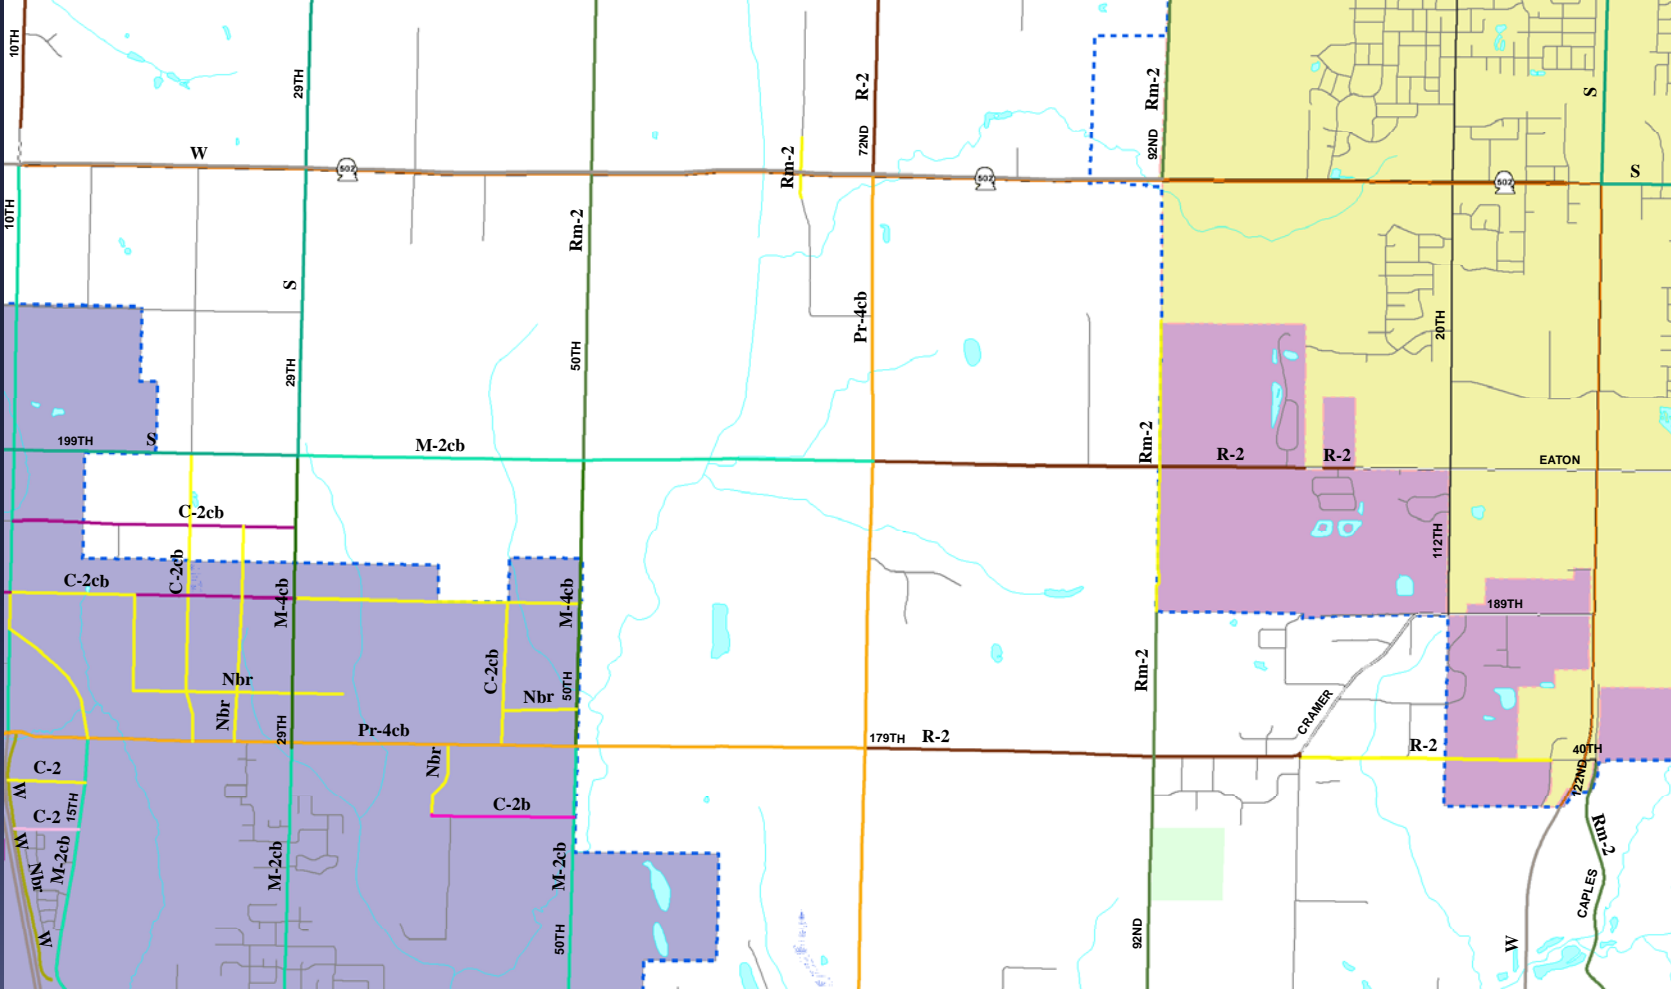 10TH
29TH
R-2
72ND
Rm-2
92ND
S
W
502
Rm-2
502
502
S
10TH
Rm-2
S
Pr-4cb
20TH
29TH
50TH
199TH
S
M-2cb
Rm-2
R-2
R-2
EATON
C-2cb
112TH
C-2cb
C-2cb
M-4cb
M-4cb
189TH
C-2cb
Nbr
Nbr
50TH
Rm-2
Nbr
29TH
Pr-4cb
179TH
R-2
CRAMER
R-2
40TH
122ND
Nbr
C-2
W
C-2
15TH
C-2b
W
Nbr
M-2cb
M-2cb
M-2cb
Rm-2
CAPLES
W
50TH
92ND
W